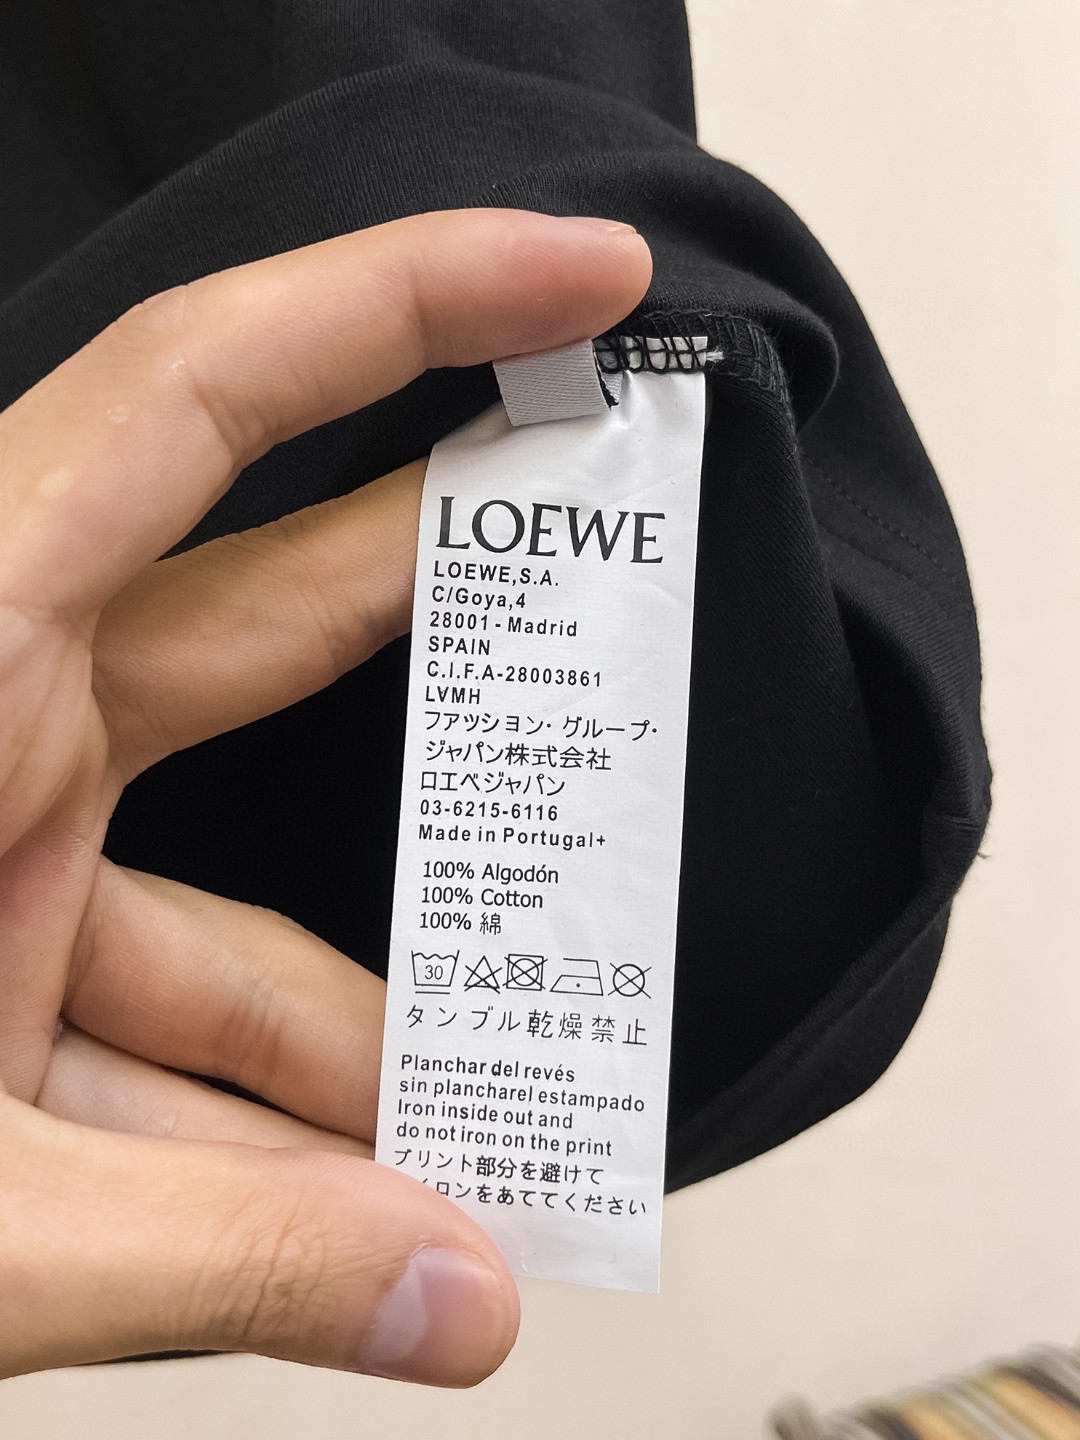 LOEWE
LOEWE,S.A.
C/Goya,4
28001-Madrid
SPAIN
C.I.F.A-28003861
LVMH
ファッション・グループ・
ジャパン株式会社
ロエベジャパン
03-6215-6116
Made in Portugal+
100% Algodón
100% Cotton
100% 綿
30
タンブル乾燥禁止
Planchar del revés
sin plancharel estampado
Iron inside out and
do not iron on the print
プリント部分を避けて
イロンをあててください